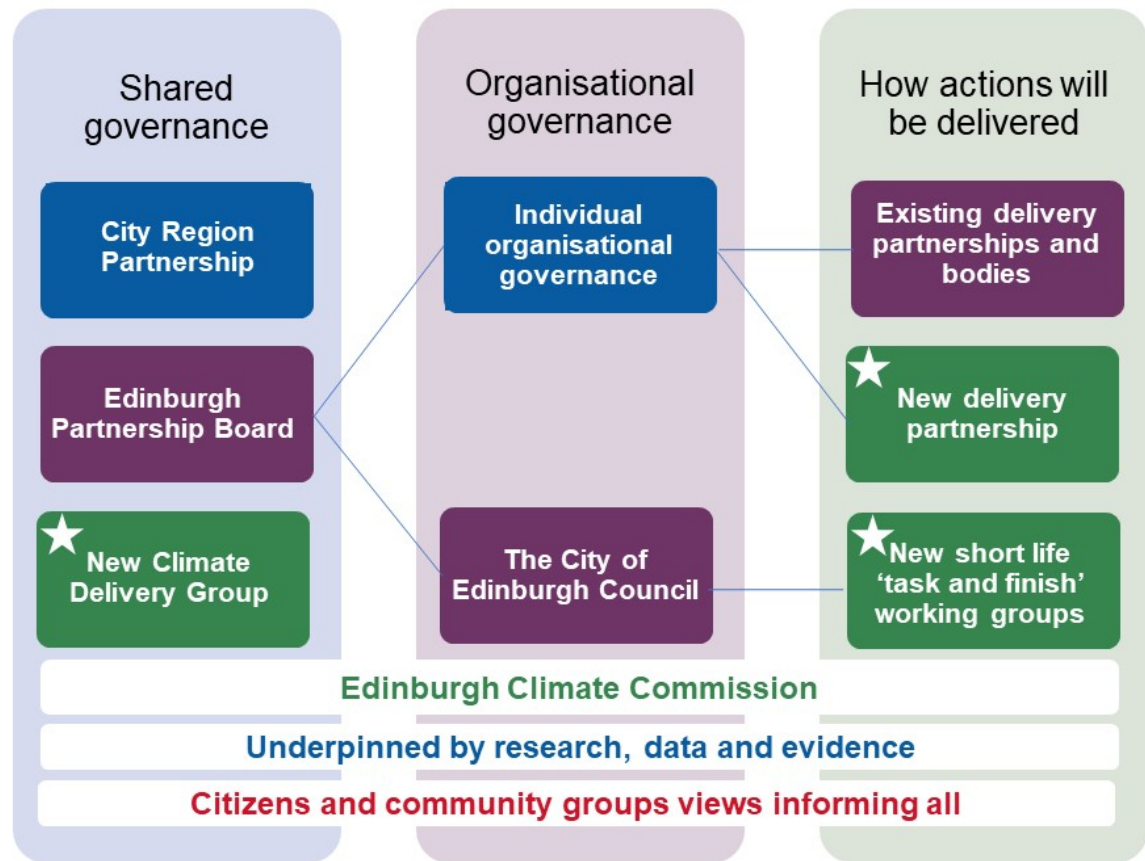 Shared
governance
City Region
Partnership
Edinburgh
Partnership Board
New Climate
Delivery Group
Organisational
governance
Individual
organisational
governance
The City of
Edinburgh Council
How actions will
be delivered
Existing delivery
partnerships and
bodies
New delivery
partnership
New short life
‘task and finish’
working groups
Edinburgh Climate Commission
Underpinned by research, data and evidence
Citizens and community groups views informing all